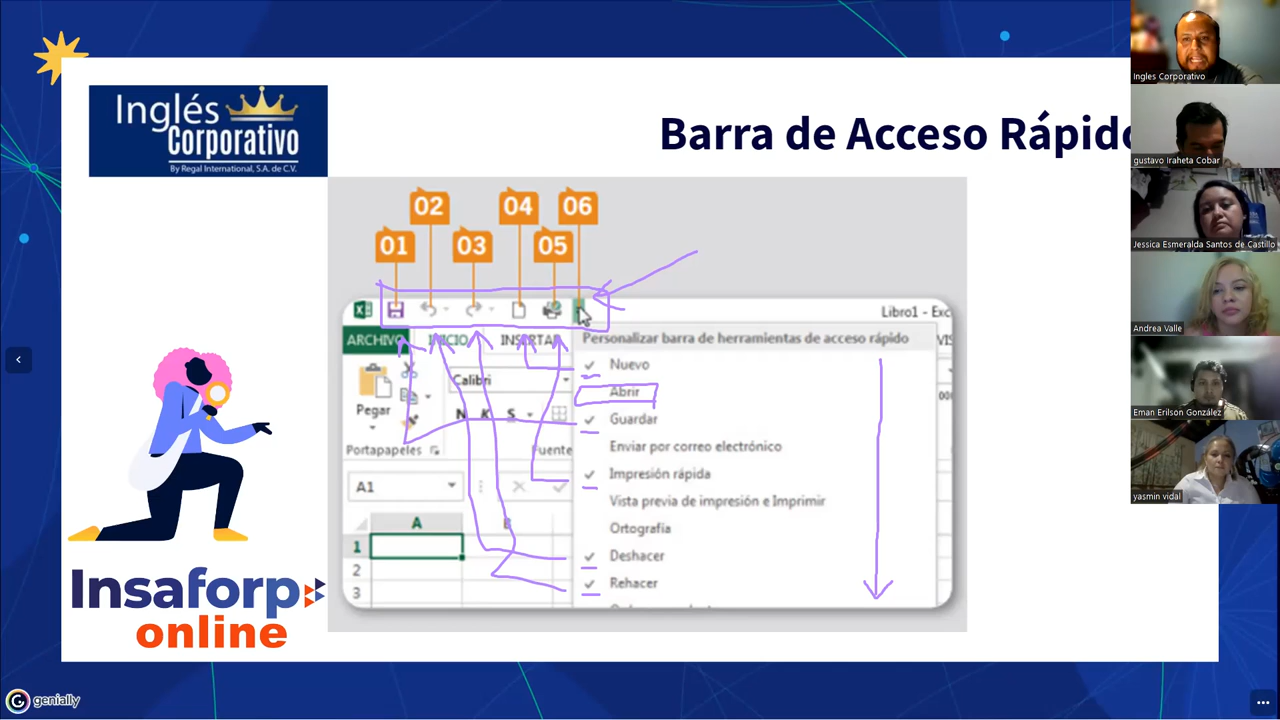 Inglés
Corporativo
By Regal International, S.A. de C.V.
Barra de Acceso Rápido
01
02
03
04
05
06
Libro1 - Exc
ARCHIVO
INICIO
INSERTAR
VIS
Personalizar barra de herramientas de acceso rápido
Nuevo
Abrir
Guardar
Enviar por correo electrónico
Impresión rápida
Vista previa de impresión e Imprimir
Ortografía
Deshacer
Rehacer
Pegar
Calibri
N K S
Portapapeles
Fuente
A1
A
B
1
2
3
Insaforp
online
genially
Ingles Corporativo
gustavo Iraheta Cobar
Jessica Esmeralda Santos de Castillo
Andrea Valle
Eman Erilson González
yasmin vidal